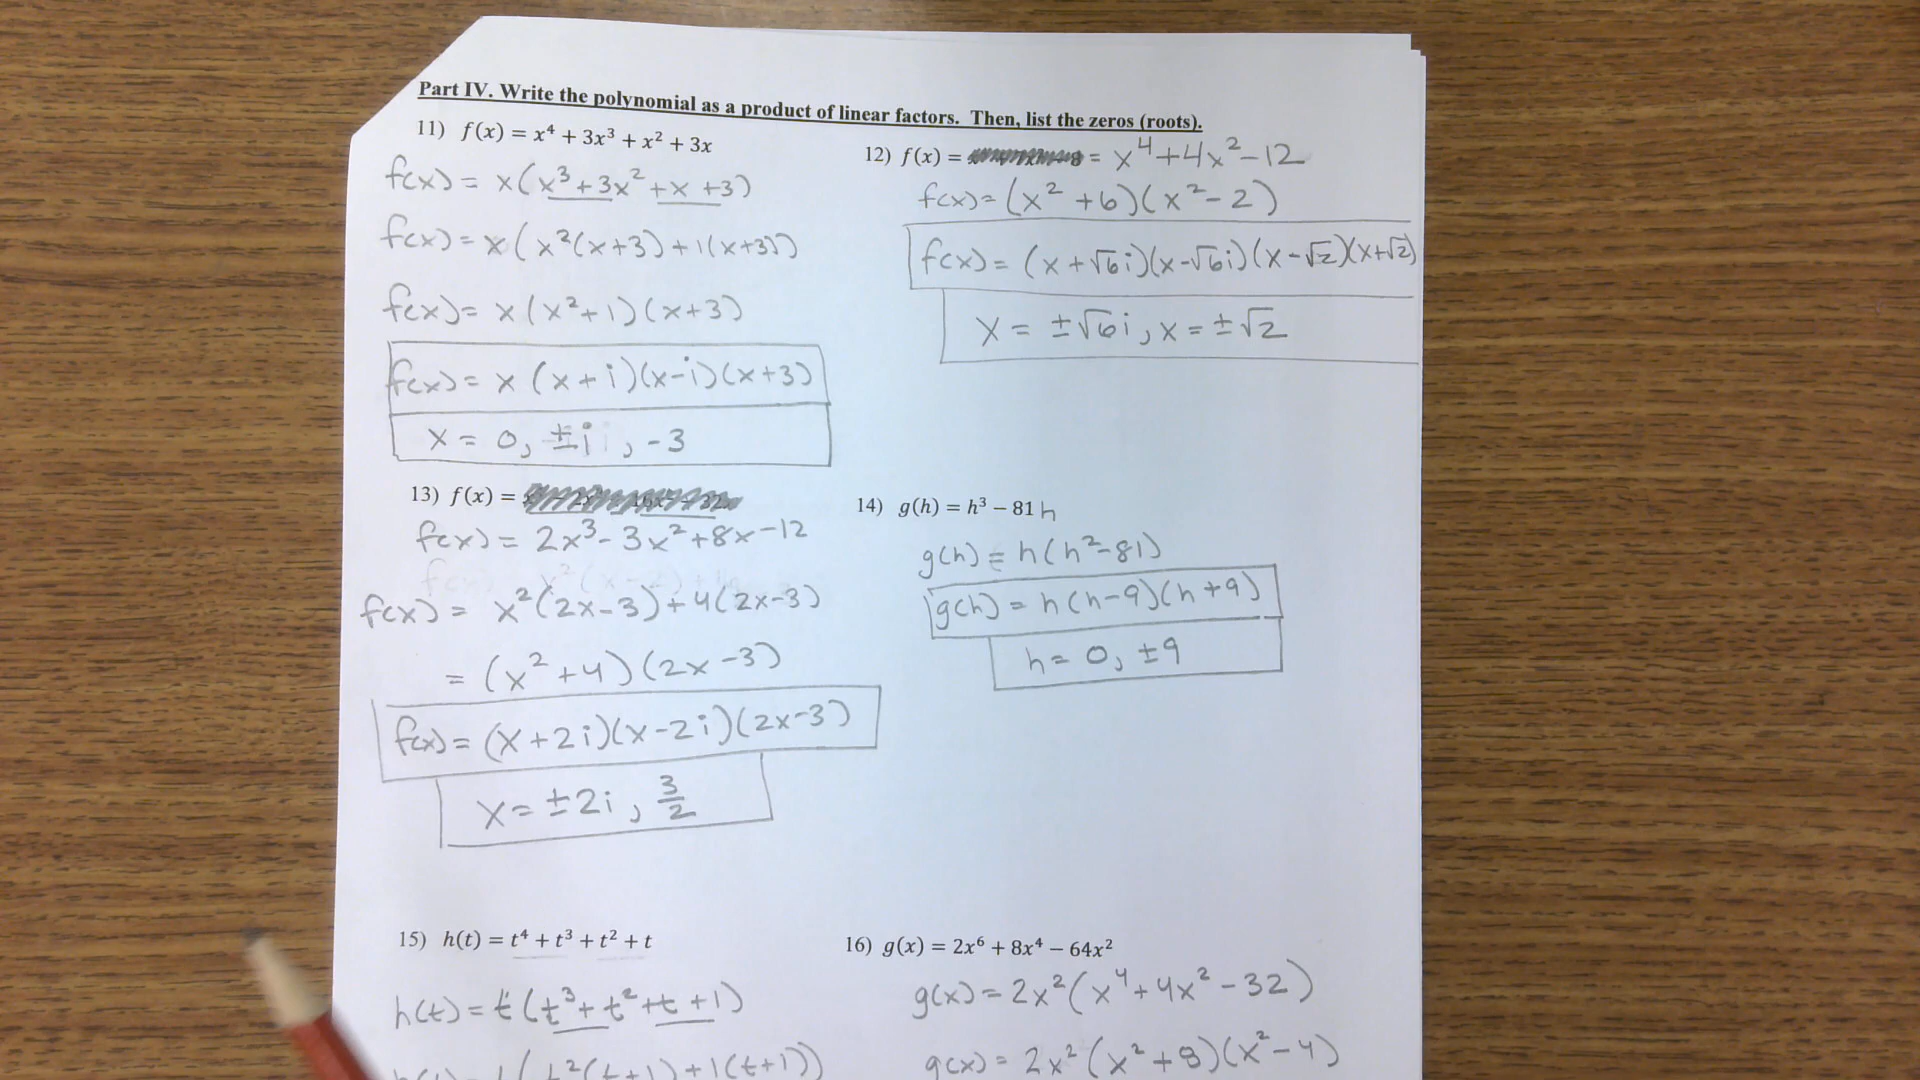 Part IV. Write the polynomial as a product of linear factors. Then, list the zeros (roots).
11) f(x) = x⁴ + 3x³ + x² + 3x
f(x) = x(x³+3x²+x+3)
f(x) = x(x²(x+3)+1(x+3))
f(x) = x(x²+1)(x+3)
f(x) = x(x+i)(x-i)(x+3)
x = 0, ±i, -3
12) f(x) = = x⁴+4x²-12
f(x) = (x²+6)(x²-2)
f(x) = (x+√6i)(x-√6i)(x-√2)(x+√2)
x = ±√6i, x = ±√2
13) f(x) =
f(x) = 2x³-3x²+8x-12
f(x) = x²(2x-3)+4(2x-3)
= (x²+4)(2x-3)
f(x) = (x+2i)(x-2i)(2x-3)
x = ±2i, 3/2
14) g(h) = h³ – 81h
g(h) = h(h²-81)
g(h) = h(h-9)(h+9)
h = 0, ±9
15) h(t) = t⁴ + t³ + t² + t
h(t) = t(t³+t²+t+1)
(t²(t+1)+1(t+1))
16) g(x) = 2x⁶ + 8x⁴ – 64x²
g(x) = 2x²(x⁴+4x²-32)
g(x) = 2x²(x²+8)(x²-4)